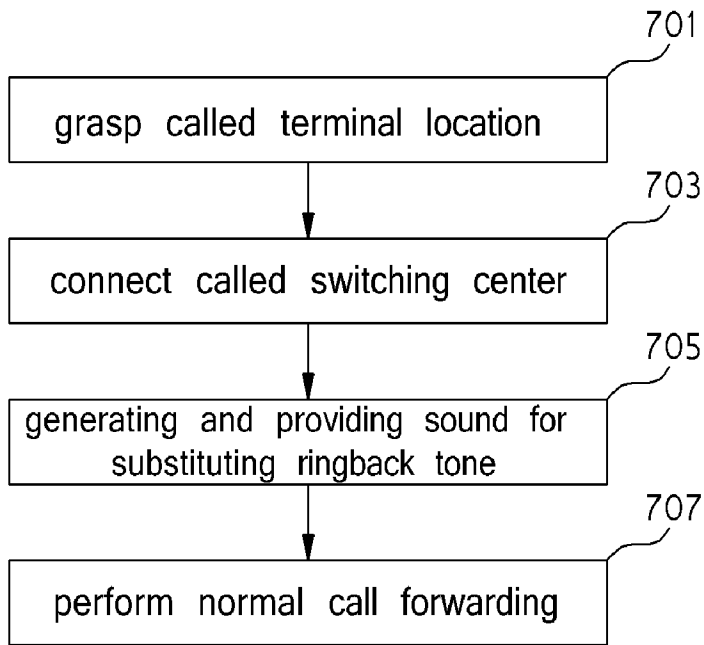 701
grasp called terminal location
703
connect called switching center
705
generating and providing sound for
substituting ringback tone
707
perform normal call forwarding